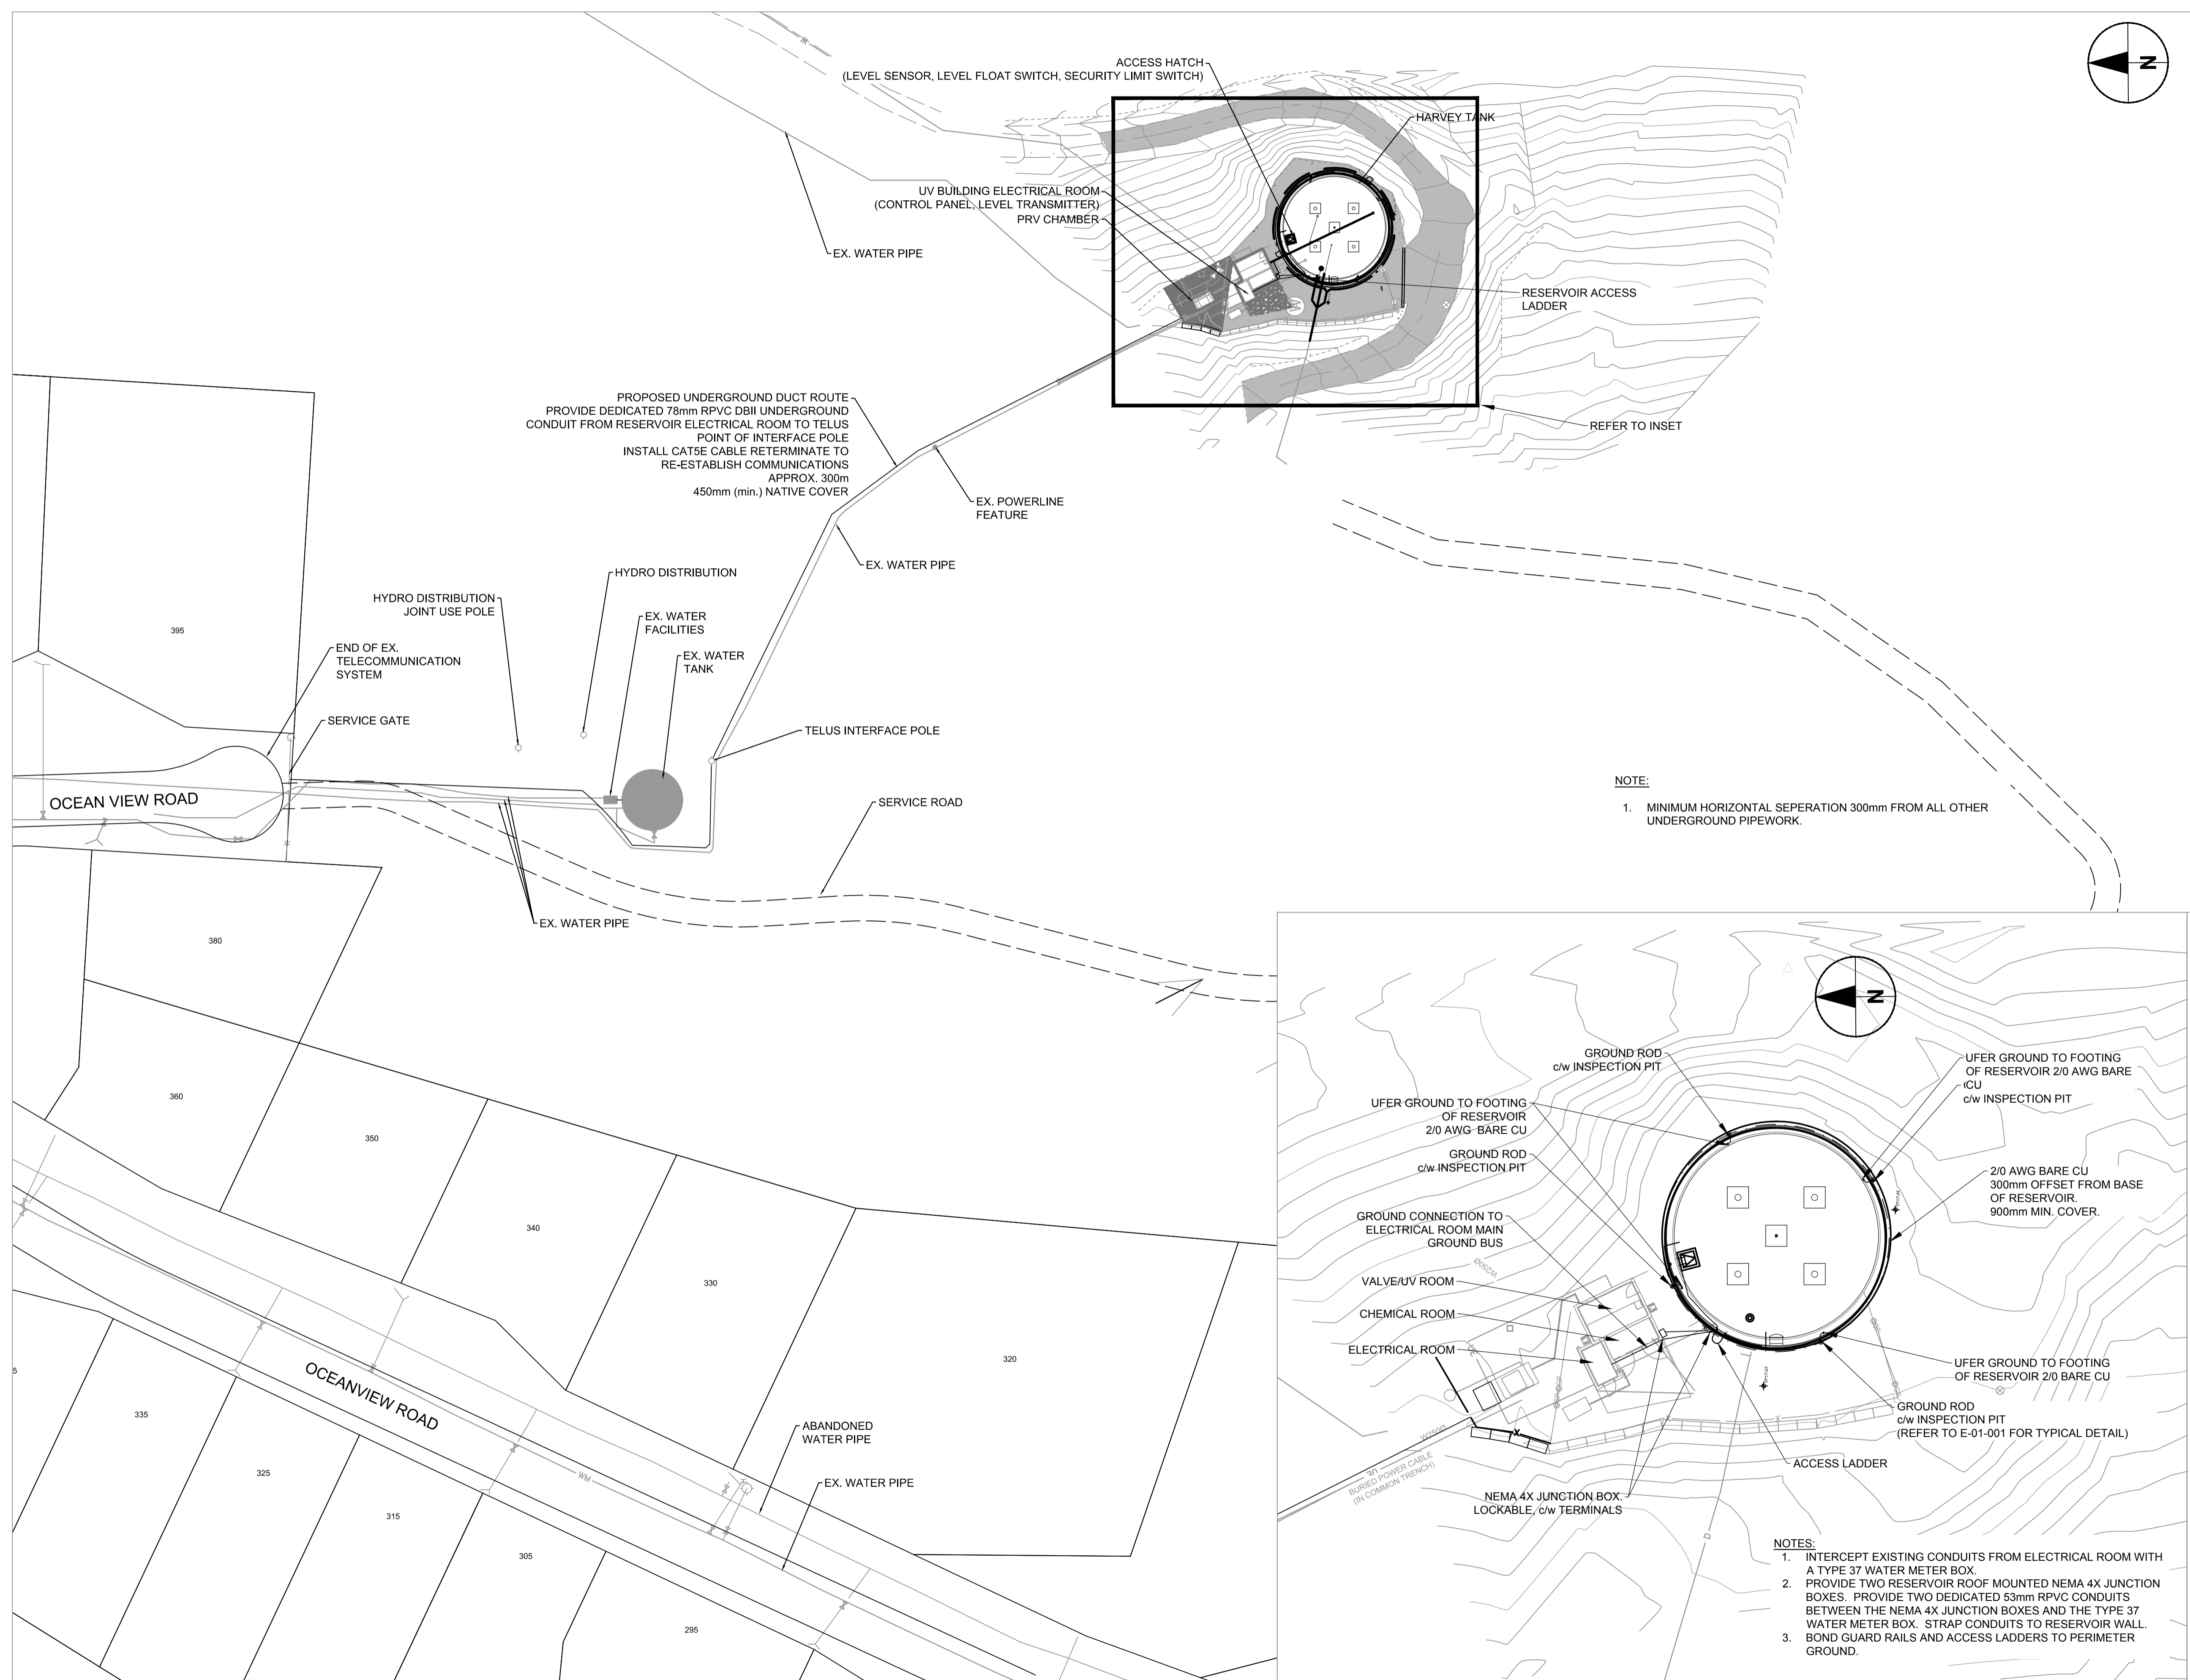 W
ACCESS HATCH
(LEVEL SENSOR, LEVEL FLOAT SWITCH, SECURITY LIMIT SWITCH)
N
HARVEY TANK
UV BUILDING ELECTRICAL ROOM
(CONTROL PANEL, LEVEL TRANSMITTER)
PRV CHAMBER
EX. WATER PIPE
RESERVOIR ACCESS
LADDER
REFER TO INSET
PROPOSED UNDERGROUND DUCT ROUTE
PROVIDE DEDICATED 78mm RPVC DBII UNDERGROUND
CONDUIT FROM RESERVOIR ELECTRICAL ROOM TO TELUS
POINT OF INTERFACE POLE
INSTALL CAT5E CABLE RETERMINATE TO
RE-ESTABLISH COMMUNICATIONS
APPROX. 300m
450mm (min.) NATIVE COVER
EX. POWERLINE
FEATURE
EX. WATER PIPE
HYDRO DISTRIBUTION
HYDRO DISTRIBUTION
JOINT USE POLE
EX. WATER
FACILITIES
395
END OF EX.
TELECOMMUNICATION
SYSTEM
EX. WATER
TANK
SERVICE GATE
TELUS INTERFACE POLE
OCEAN VIEW ROAD
SERVICE ROAD
NOTE:
1. MINIMUM HORIZONTAL SEPERATION 300mm FROM ALL OTHER
UNDERGROUND PIPEWORK.
EX. WATER PIPE
380
360
350
340
330
320
5
335
325
315
305
295
OCEANVIEW ROAD
WM
ABANDONED
WATER PIPE
EX. WATER PIPE
N
GROUND ROD
c/w INSPECTION PIT
UFER GROUND TO FOOTING
OF RESERVOIR 2/0 AWG BARE
CU
c/w INSPECTION PIT
UFER GROUND TO FOOTING
OF RESERVOIR
2/0 AWG BARE CU
GROUND ROD
c/w INSPECTION PIT
2/0 AWG BARE CU
300mm OFFSET FROM BASE
OF RESERVOIR.
900mm MIN. COVER.
GROUND CONNECTION TO
ELECTRICAL ROOM MAIN
GROUND BUS
W250Ø
VALVE/UV ROOM
CHEMICAL ROOM
ELECTRICAL ROOM
UFER GROUND TO FOOTING
OF RESERVOIR 2/0 BARE CU
GROUND ROD
c/w INSPECTION PIT
(REFER TO E-01-001 FOR TYPICAL DETAIL)
ACCESS LADDER
W250Ø
BURIED POWER CABLE
(IN COMMON TRENCH)
NEMA 4X JUNCTION BOX.
LOCKABLE, c/w TERMINALS
D
NOTES:
1. INTERCEPT EXISTING CONDUITS FROM ELECTRICAL ROOM WITH
A TYPE 37 WATER METER BOX.
2. PROVIDE TWO RESERVOIR ROOF MOUNTED NEMA 4X JUNCTION
BOXES. PROVIDE TWO DEDICATED 53mm RPVC CONDUITS
BETWEEN THE NEMA 4X JUNCTION BOXES AND THE TYPE 37
WATER METER BOX. STRAP CONDUITS TO RESERVOIR WALL.
3. BOND GUARD RAILS AND ACCESS LADDERS TO PERIMETER
GROUND.